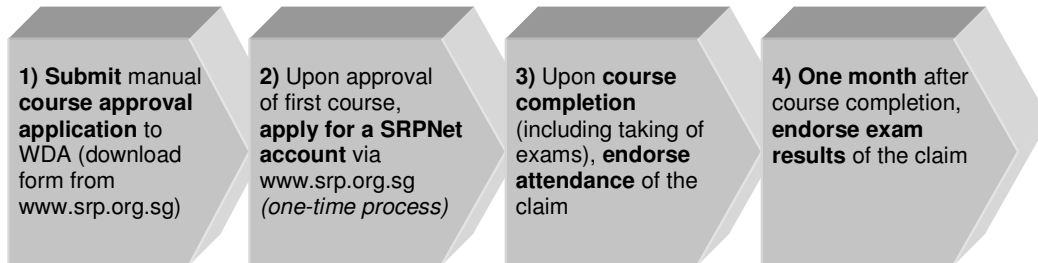 1) Submit manual
course approval
application to
WDA (download
form from
www.srp.org.sg)
2) Upon approval
of first course,
apply for a SRPNet
account via
www.srp.org.sg
(one-time process)
3) Upon course
completion
(including taking of
exams), endorse
attendance of the
claim
4) One month after
course completion,
endorse exam
results of the claim